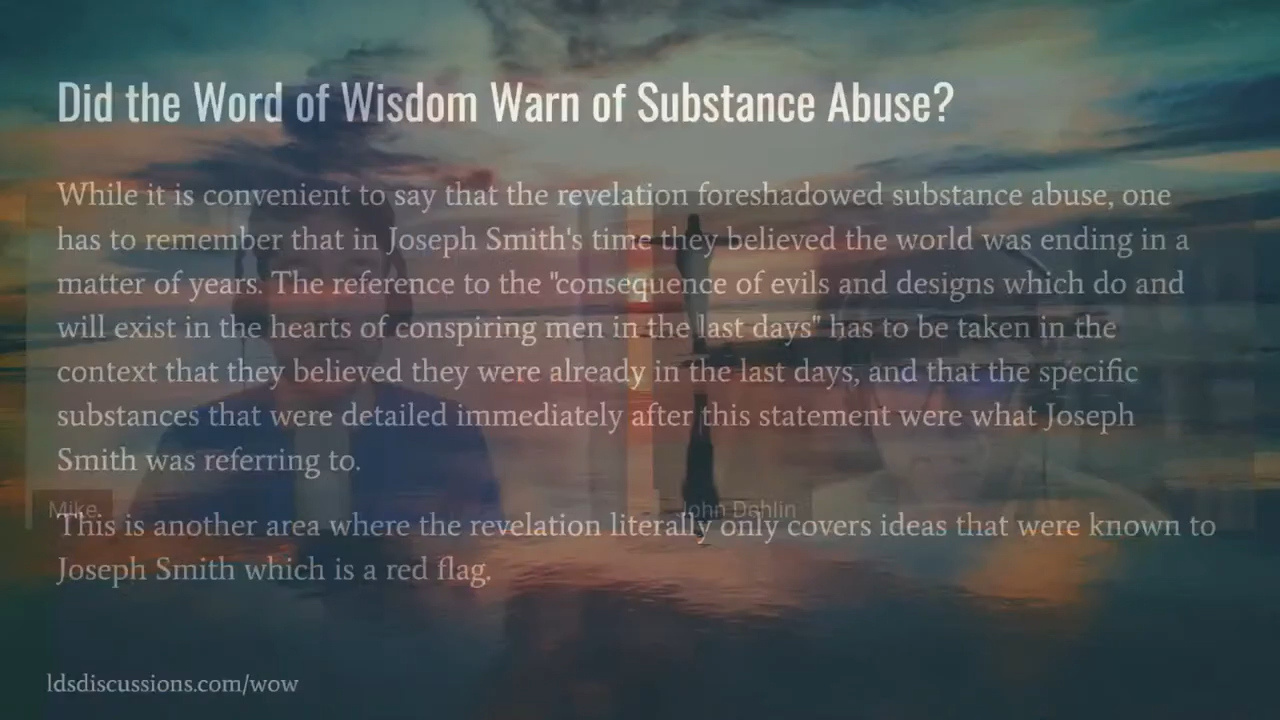 Did the Word of Wisdom Warn of Substance Abuse?
While it is convenient to say that the revelation foreshadowed substance abuse, one
has to remember that in Joseph Smith's time they believed the world was ending in a
matter of years. The reference to the "consequence of evils and designs which do and
will exist in the hearts of conspiring men in the last days" has to be taken in the
context that they believed they were already in the last days, and that the specific
substances that were detailed immediately after this statement were what Joseph
Smith was referring to.
Mike
John Dehlin
This is another area where the revelation literally only covers ideas that were known to
Joseph Smith which is a red flag.
ldsdiscussions.com/wow